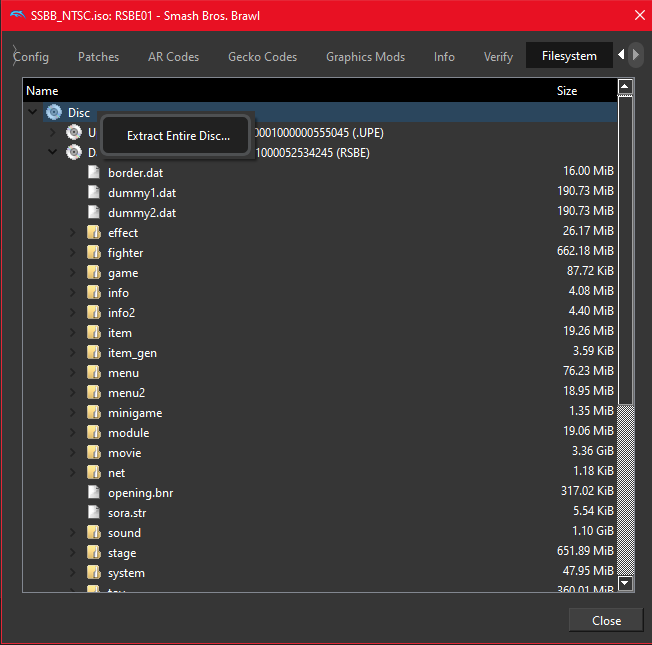 SSBB_NTSC.iso: RSBE01 - Smash Bros. Brawl
Config Patches AR Codes Gecko Codes Graphics Mods Info Verify Filesystem
Name Size
Disc
U 0001000000555045 (.UPE)
Extract Entire Disc...
D 1000052534245 (RSBE)
border.dat 16.00 MiB
dummy1.dat 190.73 MiB
dummy2.dat 190.73 MiB
effect 26.17 MiB
fighter 662.18 MiB
game 87.72 KiB
info 4.08 MiB
info2 4.40 MiB
item 19.26 MiB
item_gen 3.59 KiB
menu 76.23 MiB
menu2 18.95 MiB
minigame 1.35 MiB
module 19.06 MiB
movie 3.36 GiB
net 1.18 KiB
opening.bnr 317.02 KiB
sora.str 5.54 KiB
sound 1.10 GiB
stage 651.89 MiB
system 47.95 MiB
toy 360.01 MiB
Close